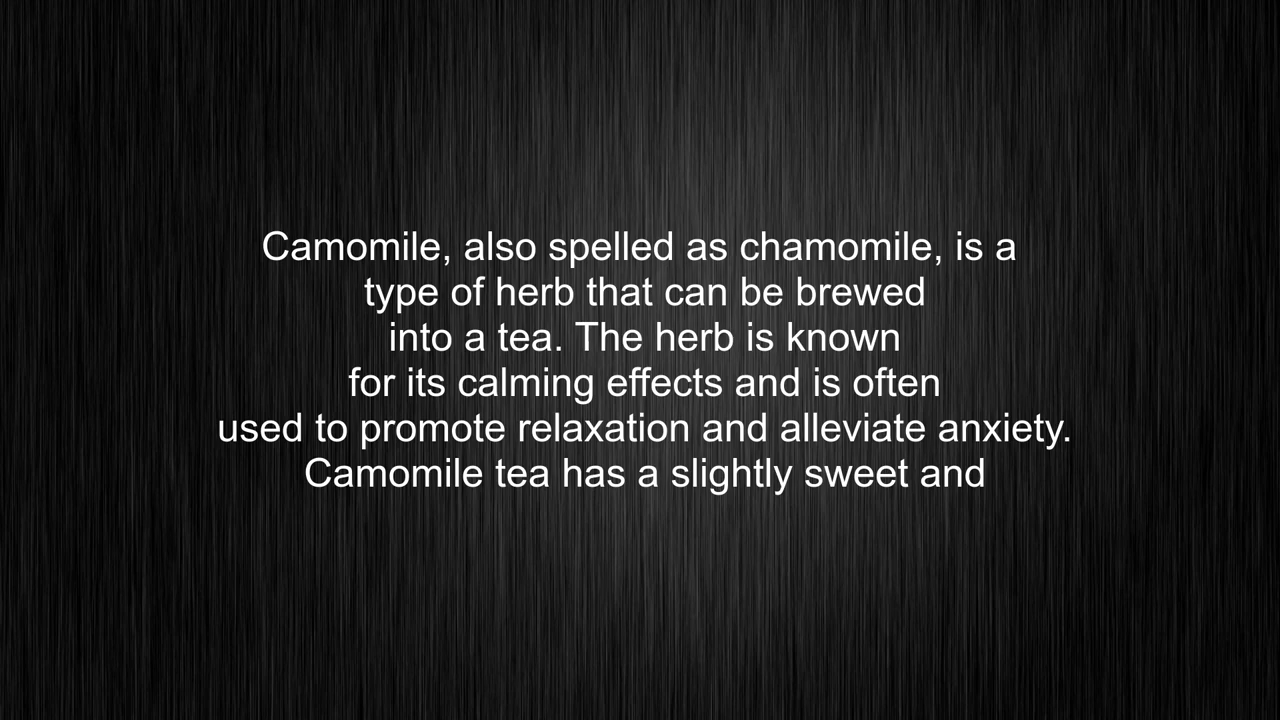 Camomile, also spelled as chamomile, is a
type of herb that can be brewed
into a tea. The herb is known
for its calming effects and is often
used to promote relaxation and alleviate anxiety.
Camomile tea has a slightly sweet and